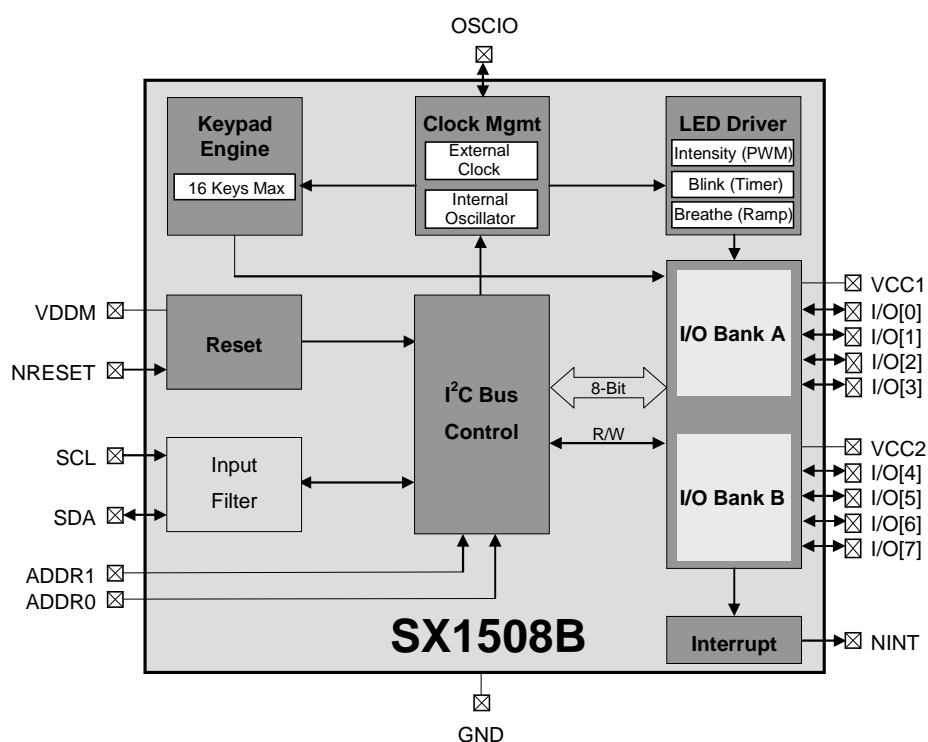 OSCIO
Keypad
Engine
16 Keys Max
Clock Mgmt
External
Clock
Internal
Oscillator
LED Driver
Intensity (PWM)
Blink (Timer)
Breathe (Ramp)
VDDM
NRESET
SCL
SDA
ADDR1
ADDR0
Reset
Input
Filter
I²C Bus
Control
8-Bit
R/W
I/O Bank A
I/O Bank B
VCC1
I/O[0]
I/O[1]
I/O[2]
I/O[3]
VCC2
I/O[4]
I/O[5]
I/O[6]
I/O[7]
SX1508B
Interrupt
NINT
GND